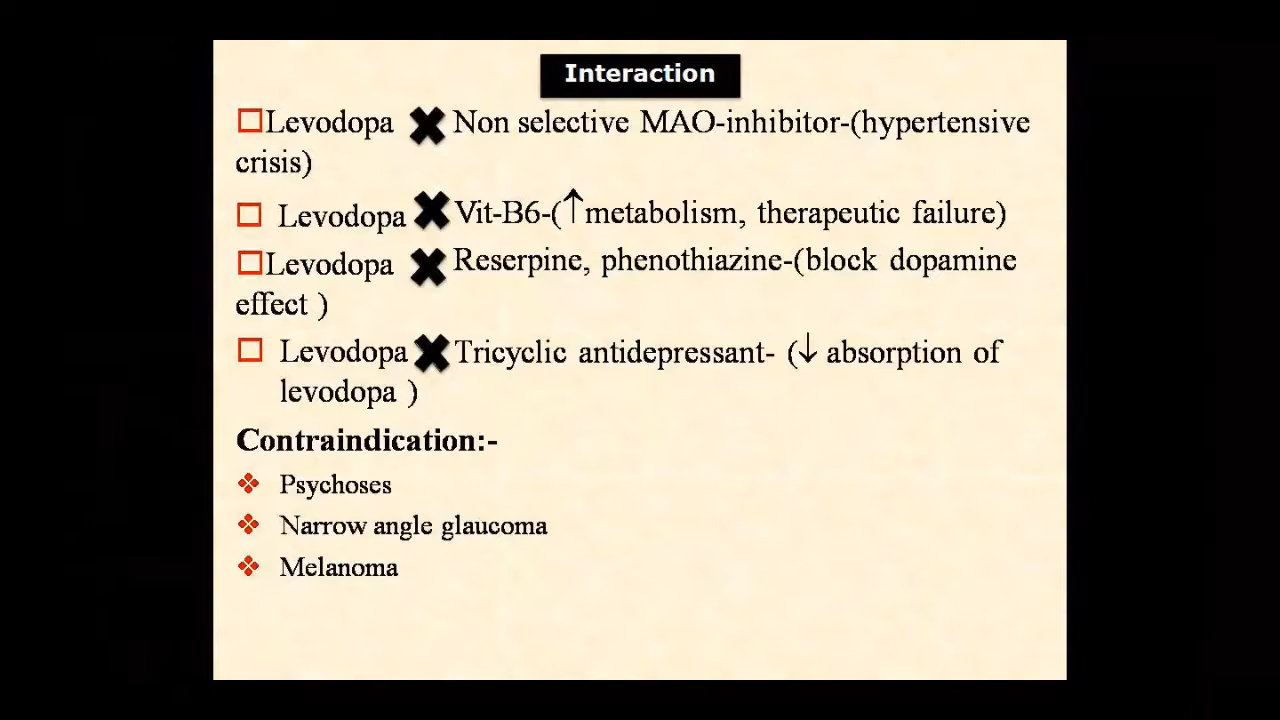 Interaction
Levodopa ✖ Non selective MAO-inhibitor-(hypertensive
crisis)
Levodopa ✖ Vit-B6-(↑metabolism, therapeutic failure)
Levodopa ✖ Reserpine, phenothiazine-(block dopamine
effect )
Levodopa ✖ Tricyclic antidepressant- (↓ absorption of
levodopa )
Contraindication:-
Psychoses
Narrow angle glaucoma
Melanoma